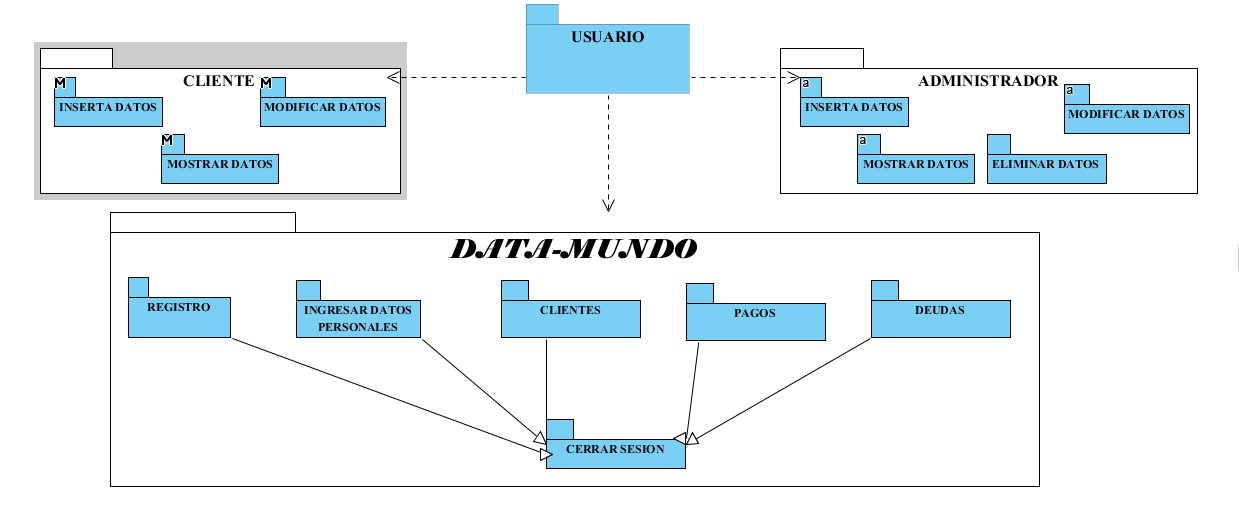 USUARIO
CLIENTE
M
INSERTA DATOS
M
MODIFICAR DATOS
M
MOSTRAR DATOS
ADMINISTRADOR
a
INSERTA DATOS
a
MODIFICAR DATOS
a
MOSTRAR DATOS
ELIMINAR DATOS
DATA-MUNDO
REGISTRO
INGRESAR DATOS
PERSONALES
CLIENTES
PAGOS
DEUDAS
CERRAR SESION